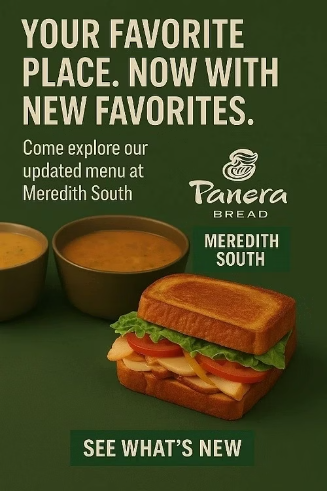 YOUR FAVORITE
PLACE. NOW WITH
NEW FAVORITES.
Come explore our
updated menu at
Meredith South
Panera
BREAD
MEREDITH
SOUTH
SEE WHAT'S NEW